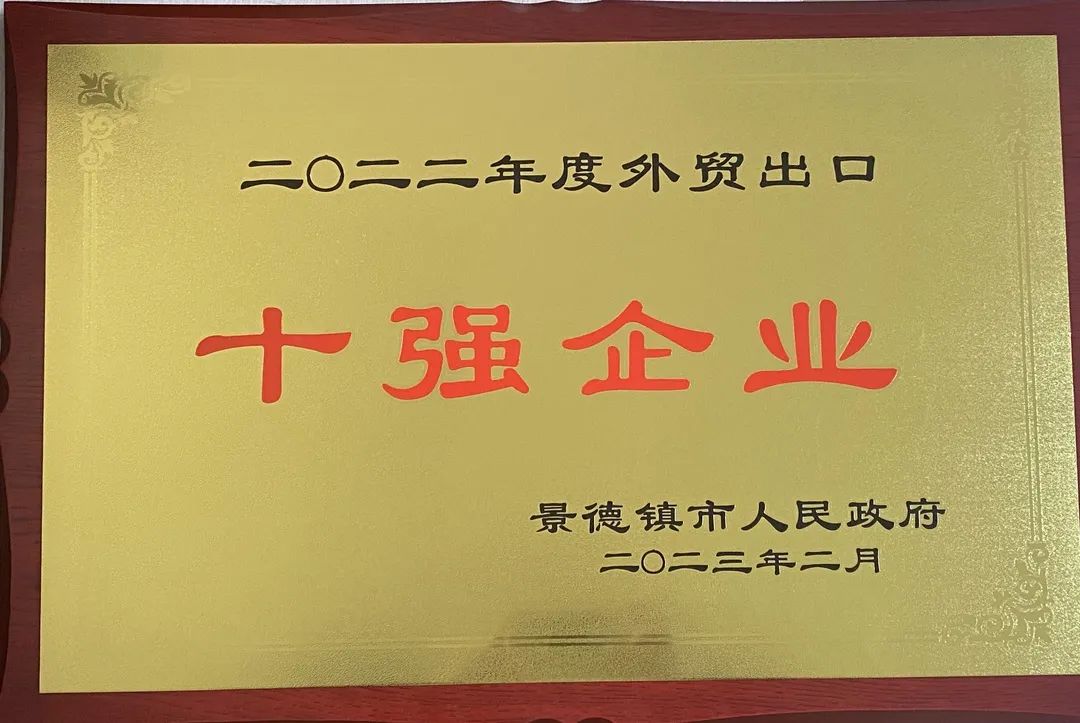 二〇二二年度外贸出口
十强企业
景德镇市人民政府
二〇二三年二月